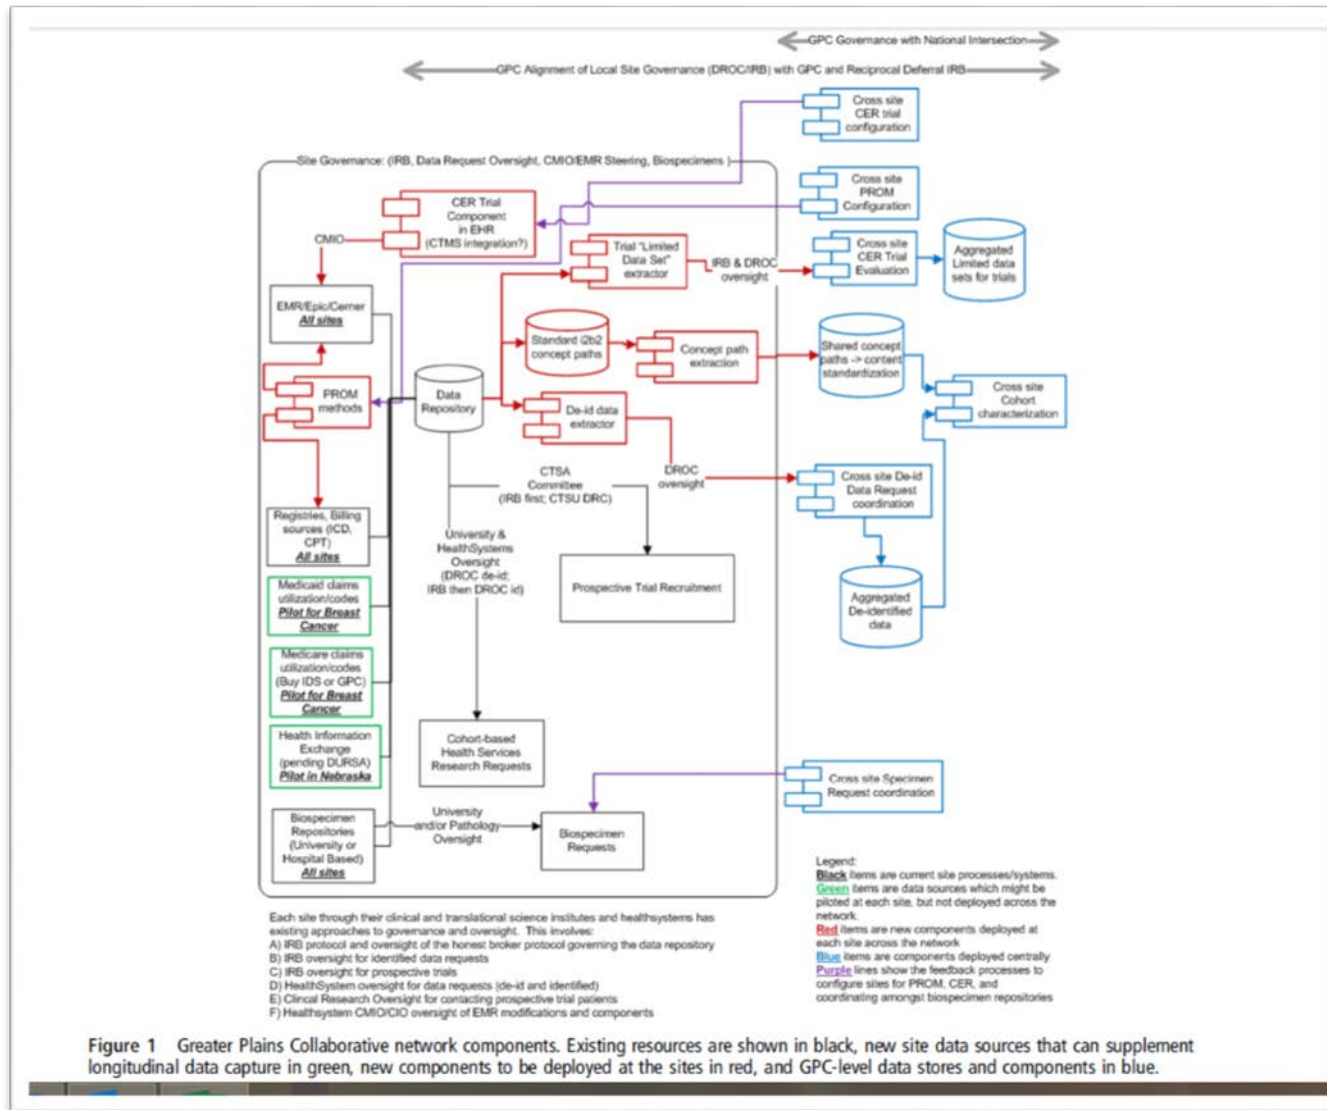 GPC Governance with National Intersection
GPC Alignment of Local Site Governance (DROC/IRB) with GPC and Reciprocal Deferral IRB
Cross site
CER trial
configuration
Site Governance: (IRB, Data Request Oversight, CMIO/EMR Steering, Biospecimens )
Cross site
PROM
Configuration
CER Trial
Component
in EHR
(CTMS integration?)
CMIO
Trial "Limited
Data Set"
extractor
IRB & DROC
oversight
Cross site
CER Trial
Evaluation
Aggregated
Limited data
sets for trials
EMR/Epic/Cerner
All sites
Standard i2b2
concept paths
Concept path
extraction
Shared concept
paths -> content
standardization
PROM
methods
Data
Repository
De-id data
extractor
Cross site
Cohort
characterization
CTSA
Committee
(IRB first; CTSU DRC)
DROC
oversight
Cross site De-id
Data Request
coordination
Registries, Billing
sources (ICD,
CPT)
All sites
University &
HealthSystems
Oversight
(DROC de-id;
IRB then DROC id)
Prospective Trial Recruitment
Aggregated
De-identified
data
Medicaid claims
utilization/codes
Pilot for Breast
Cancer
Medicare claims
utilization/codes
(Buy IDS or GPC)
Pilot for Breast
Cancer
Health Information
Exchange
(pending DURSA)
Pilot in Nebraska
Cohort-based
Health Services
Research Requests
Cross site Specimen
Request coordination
Biospecimen
Repositories
(University or
Hospital Based)
All sites
University
and/or Pathology
Oversight
Biospecimen
Requests
Legend:
Black items are current site processes/systems.
Green items are data sources which might be
piloted at each site, but not deployed across the
network.
Red items are new components deployed at
each site across the network
Blue items are components deployed centrally
Purple lines show the feedback processes to
configure sites for PROM, CER, and
coordinating amongst biospecimen repositories
Each site through their clinical and translational science institutes and healthsystems has
existing approaches to governance and oversight. This involves:
A) IRB protocol and oversight of the honest broker protocol governing the data repository
B) IRB oversight for identified data requests
C) IRB oversight for prospective trials
D) HealthSystem oversight for data requests (de-id and identified)
E) Clincal Research Oversight for contacting prospective trial patients
F) Healthsystem CMIO/CIO oversight of EMR modifications and components
Figure 1 Greater Plains Collaborative network components. Existing resources are shown in black, new site data sources that can supplement
longitudinal data capture in green, new components to be deployed at the sites in red, and GPC-level data stores and components in blue.